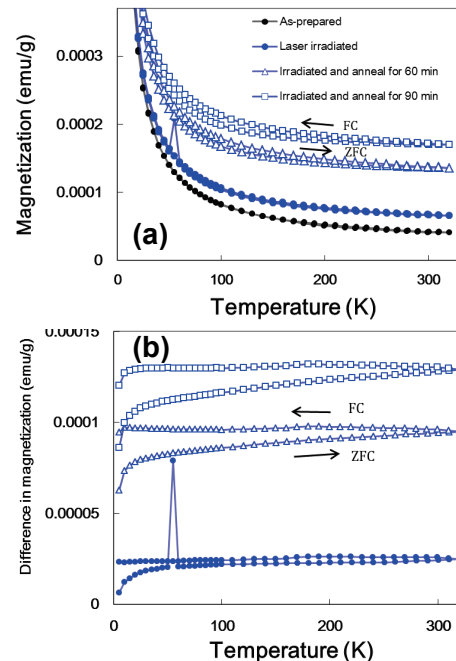 0.0003
0.0002
0.0001
0
Magnetization (emu/g)
As-prepared
Laser irradiated
Irradiated and anneal for 60 min
Irradiated and anneal for 90 min
FC
ZFC
(a)
0 100 200 300
Temperature (K)
0.00015
0.0001
0.00005
0
Difference in magnetization (emu/g)
(b)
FC
ZFC
0 100 200 300
Temperature (K)